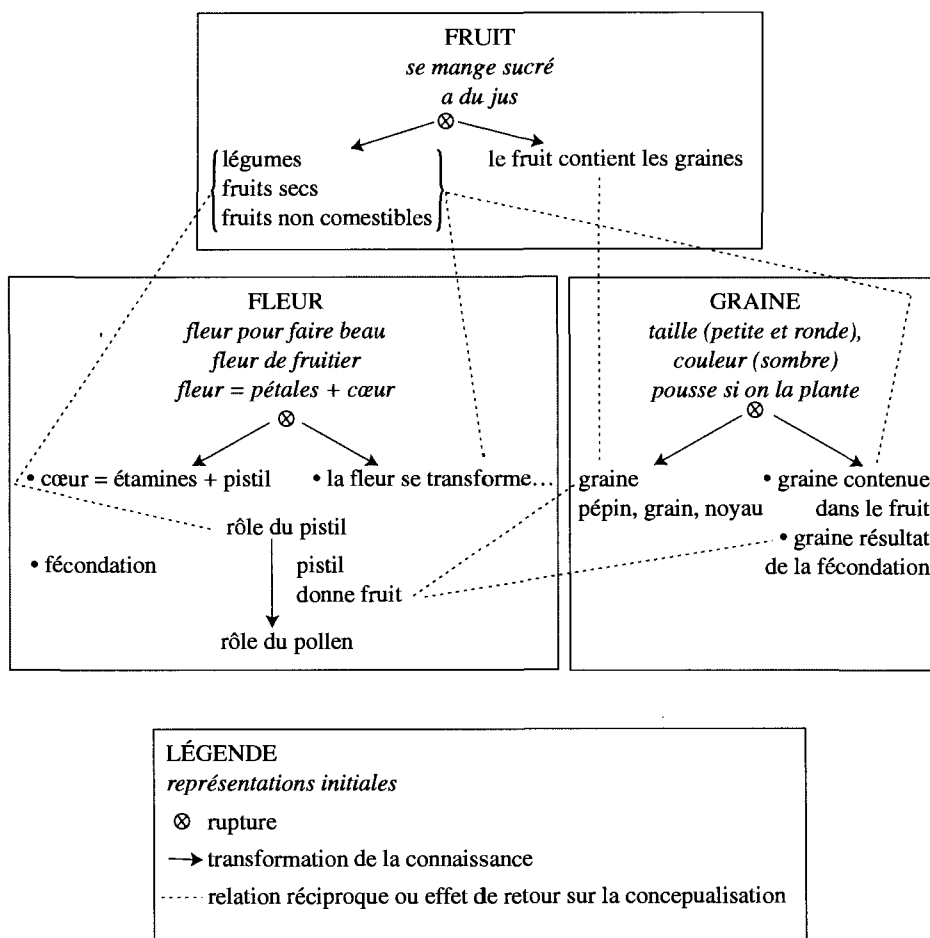 FRUIT
se mange sucré
a du jus
légumes
fruits secs
fruits non comestibles
le fruit contient les graines
FLEUR
fleur pour faire beau
fleur de fruitier
fleur = pétales + cœur
• cœur = étamines + pistil
• la fleur se transforme…
rôle du pistil
• fécondation
pistil
donne fruit
rôle du pollen
GRAINE
taille (petite et ronde),
couleur (sombre)
pousse si on la plante
graine
pépin, grain, noyau
• graine contenue
dans le fruit
• graine résultat
de la fécondation
LÉGENDE
représentations initiales
rupture
transformation de la connaissance
relation réciproque ou effet de retour sur la concepualisation